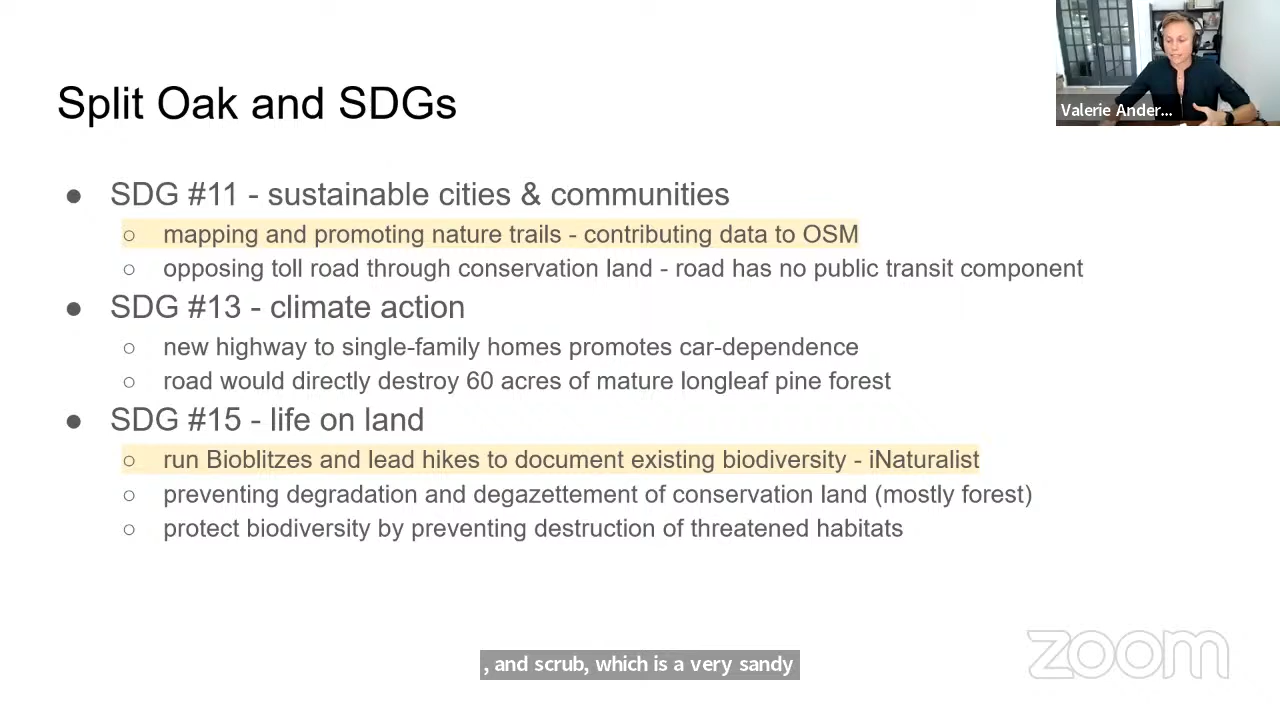 Valerie Ander...
Split Oak and SDGs
● SDG #11 - sustainable cities & communities
○ mapping and promoting nature trails - contributing data to OSM
○ opposing toll road through conservation land - road has no public transit component
● SDG #13 - climate action
○ new highway to single-family homes promotes car-dependence
○ road would directly destroy 60 acres of mature longleaf pine forest
● SDG #15 - life on land
○ run Bioblitzes and lead hikes to document existing biodiversity - iNaturalist
○ preventing degradation and degazettement of conservation land (mostly forest)
○ protect biodiversity by preventing destruction of threatened habitats
, and scrub, which is a very sandy
zoom